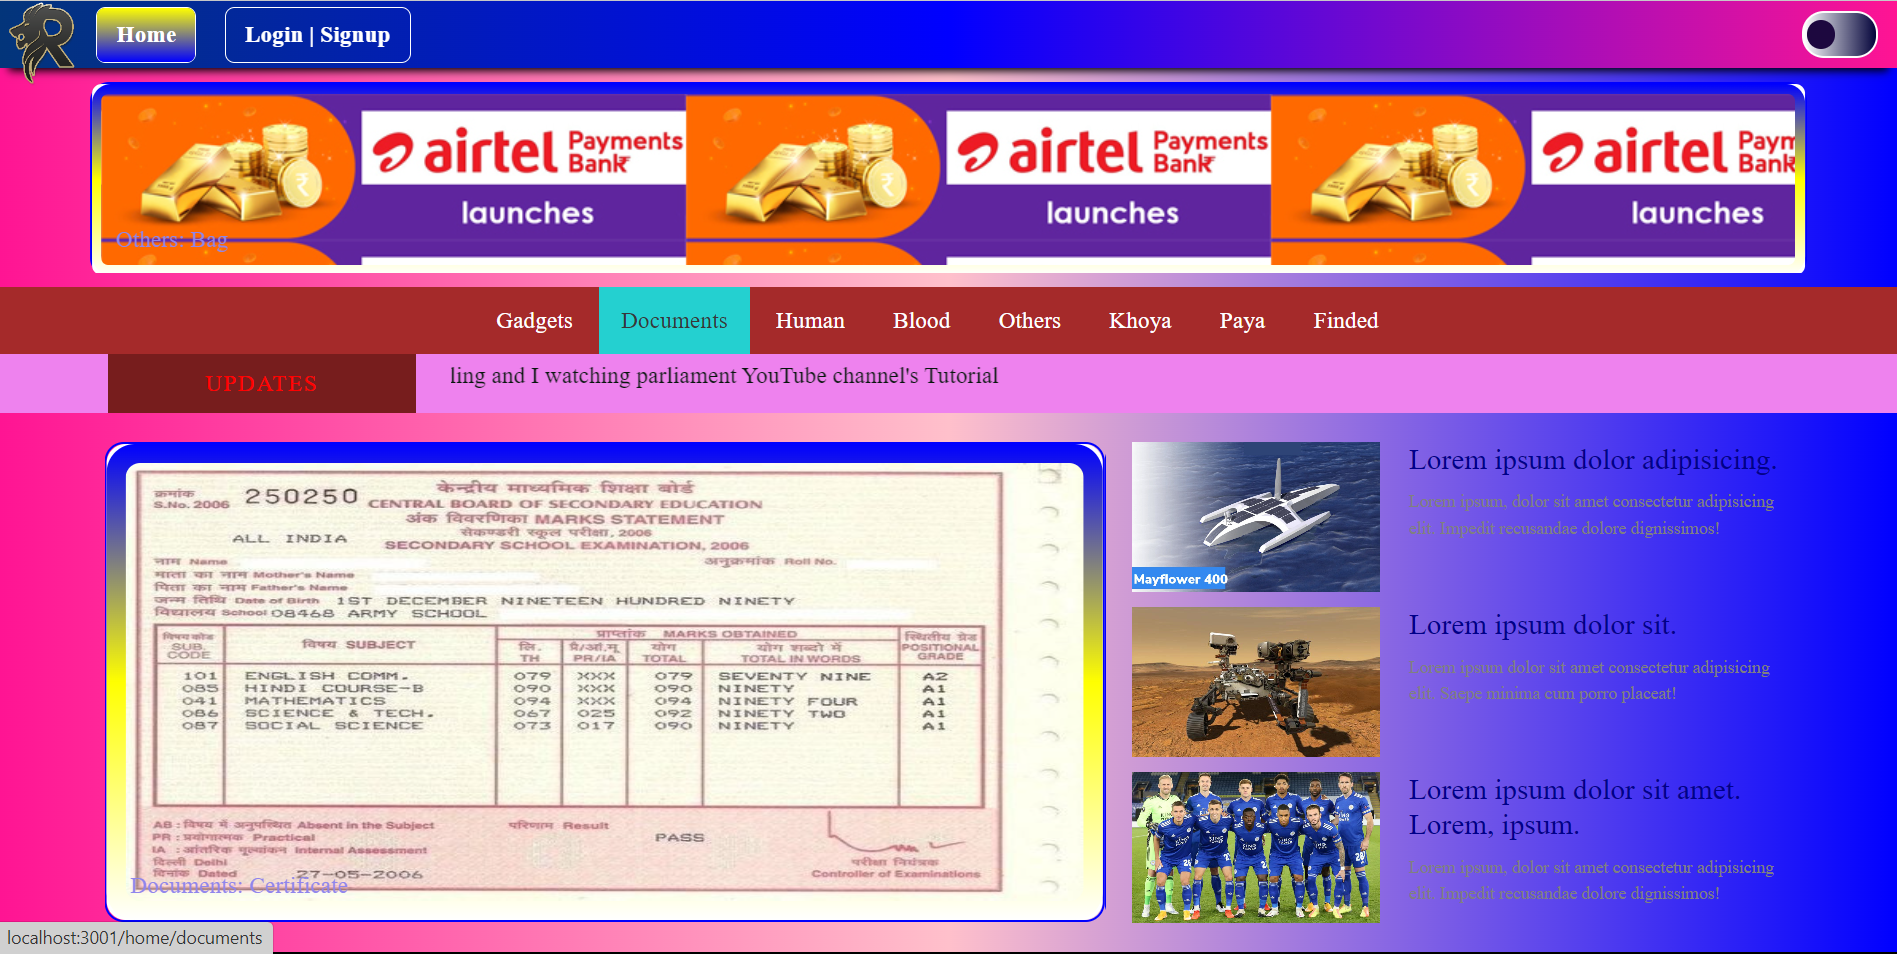 Home
Login | Signup
airtel Payments Bank airtel Payments Bank airtel Paym Bank
launches launches launches
Others: Bag
Gadgets Documents Human Blood Others Khoya Paya Finded
UPDATES ling and I watching parliament YouTube channel's Tutorial
क्रमांक
S.No. 2006 250250
केन्द्रीय माध्यमिक शिक्षा बोर्ड
CENTRAL BOARD OF SECONDARY EDUCATION
अंक विवरणिका MARKS STATEMENT
सेकण्डरी स्कूल परीक्षा, 2006
ALL INDIA
SECONDARY SCHOOL EXAMINATION, 2006
नाम Name अनुक्रमांक Roll No.
माता का नाम Mother's Name
पिता का नाम Father's Name
जन्म तिथि Date of Birth 1ST DECEMBER NINETEEN HUNDRED NINETY
विद्यालय School 08468 ARMY SCHOOL
विषय कोड SUB. CODE
विषय SUBJECT
प्राप्तांक MARKS OBTAINED
लि. TH
प्रै/आं.मू PR/IA
योग TOTAL
योग शब्दो में TOTAL IN WORDS
स्थितीय ग्रेड POSITIONAL GRADE
101 ENGLISH COMM. 079 XXX 079 SEVENTY NINE A2
085 HINDI COURSE-B 090 XXX 090 NINETY A1
041 MATHEMATICS 094 XXX 094 NINETY FOUR A1
086 SCIENCE & TECH. 067 025 092 NINETY TWO A1
087 SOCIAL SCIENCE 073 017 090 NINETY A1
AB : विषय में अनुपस्थित Absent in the Subject परिणाम Result PASS
PR : प्रयोगात्मक Practical
IA : आंतरिक मूल्यांकन Internal Assessment
दिल्ली Delhi
दिनांक Dated 27-05-2006
परीक्षा नियंत्रक
Controller of Examinations
Documents: Certificate
Mayflower 400
Lorem ipsum dolor adipisicing.
Lorem ipsum, dolor sit amet consectetur adipisicing
elit. Impedit recusandae dolore dignissimos!
Lorem ipsum dolor sit.
Lorem ipsum dolor sit amet consectetur adipisicing
elit. Saepe minima cum porro placeat!
Lorem ipsum dolor sit amet.
Lorem, ipsum.
Lorem ipsum, dolor sit amet consectetur adipisicing
elit. Impedit recusandae dolore dignissimos!
localhost:3001/home/documents